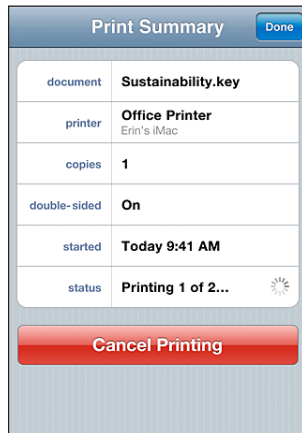 Print Summary
Done
document Sustainability.key
printer Office Printer
Erin's iMac
copies 1
double-sided On
started Today 9:41 AM
status Printing 1 of 2...
Cancel Printing